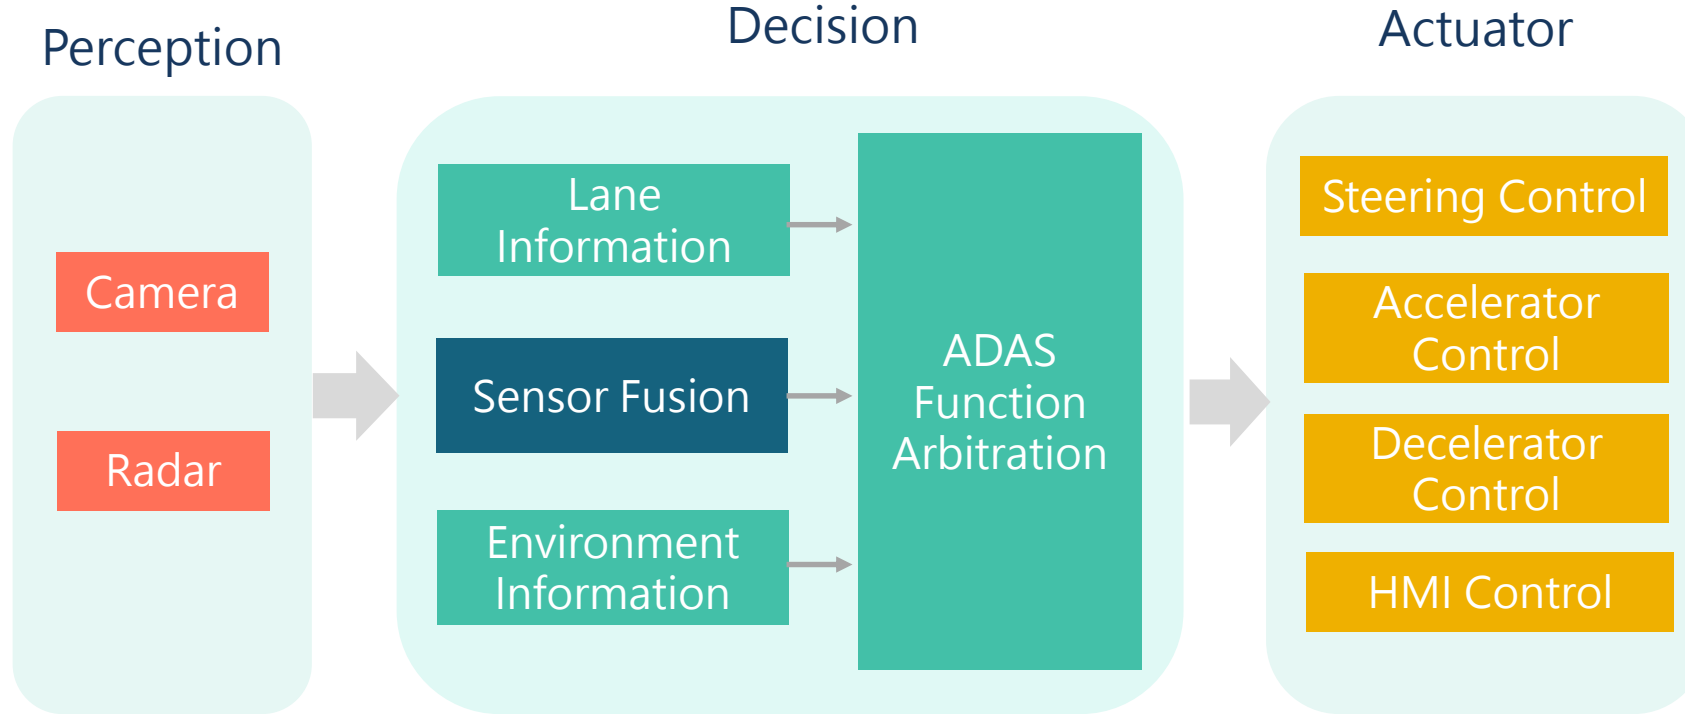 Perception
Decision
Actuator
Camera
Radar
Lane
Information
Sensor Fusion
Environment
Information
ADAS
Function
Arbitration
Steering Control
Accelerator
Control
Decelerator
Control
HMI Control